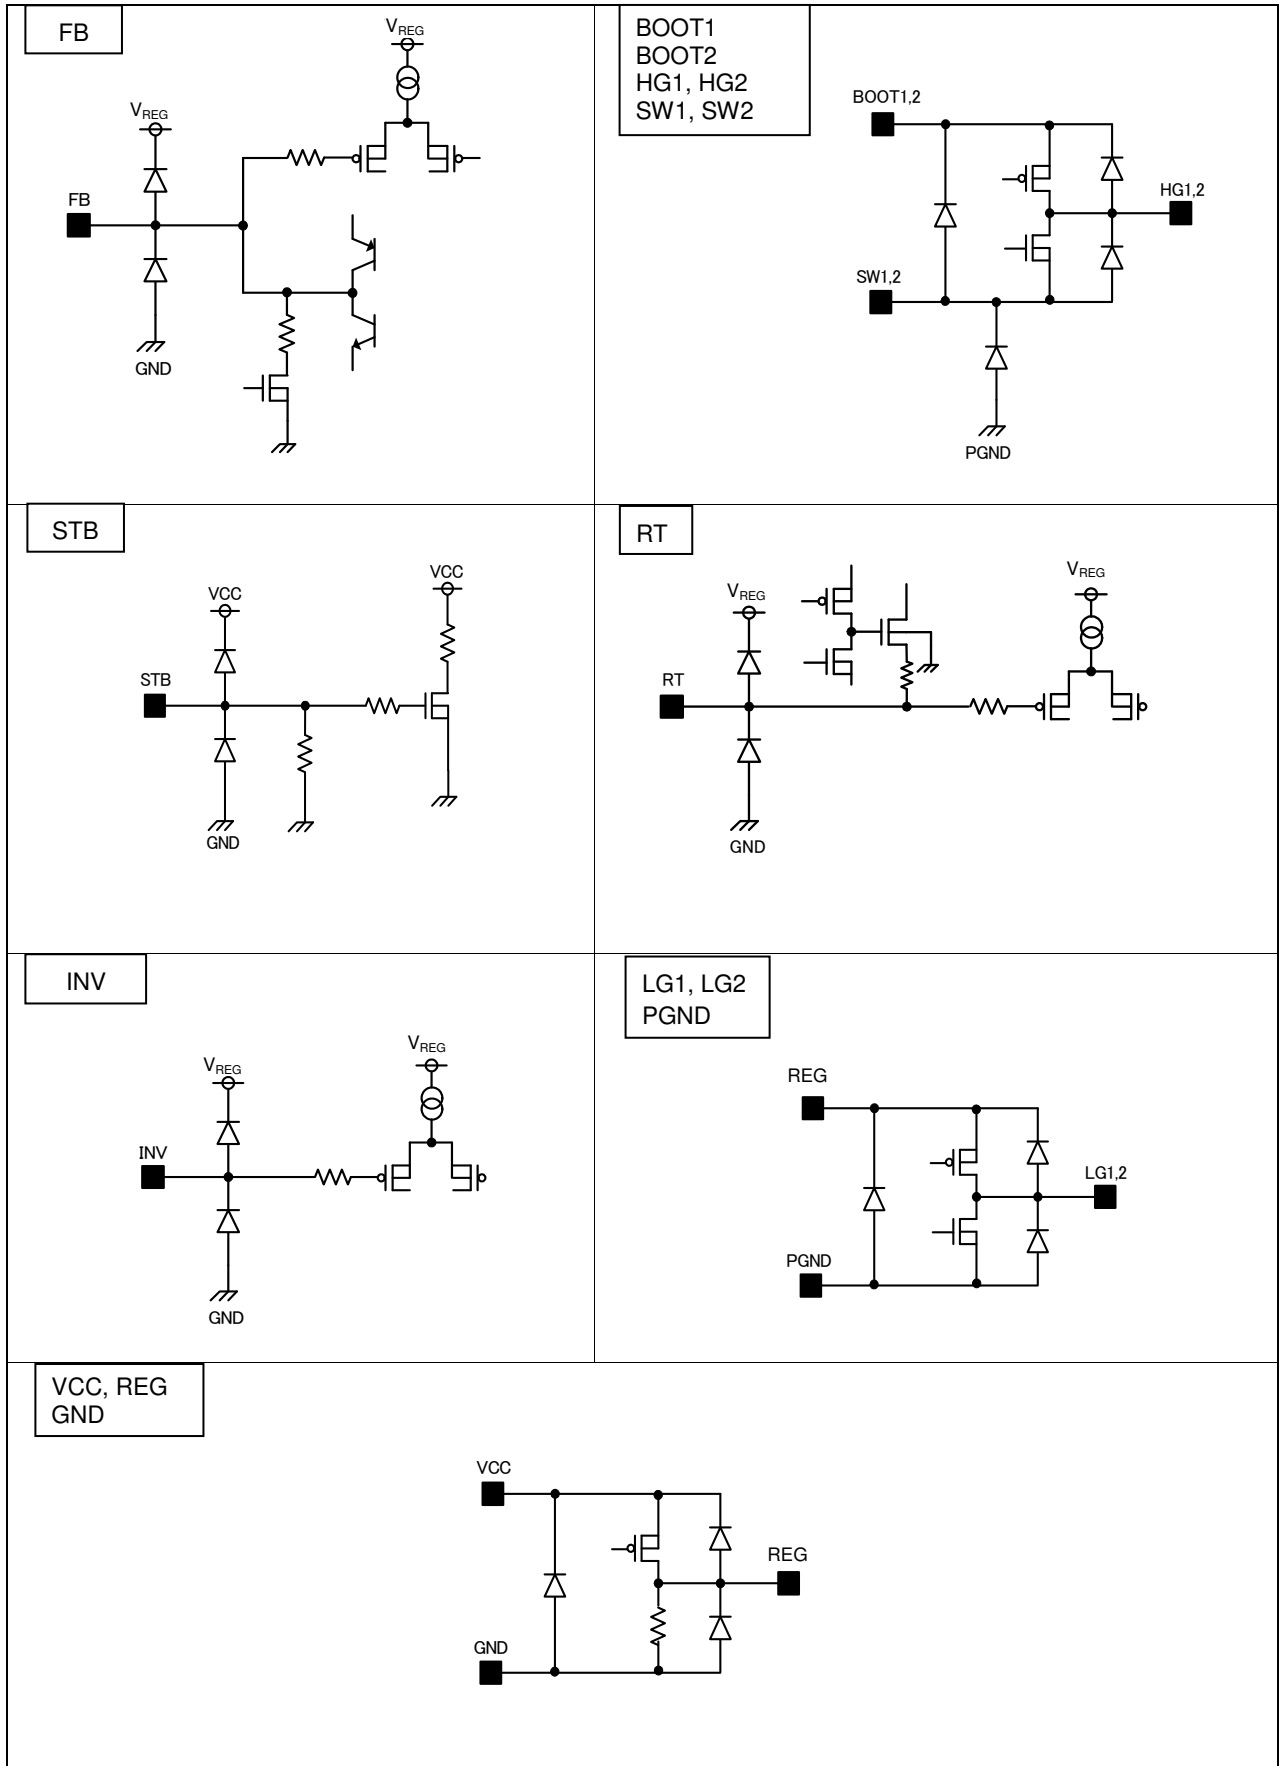 FB
VREG
VREG
FB
GND
BOOT1
BOOT2
HG1, HG2
SW1, SW2
BOOT1,2
HG1,2
SW1,2
PGND
STB
VCC
VCC
STB
GND
RT
VREG
VREG
RT
GND
INV
VREG
VREG
INV
GND
LG1, LG2
PGND
REG
LG1,2
PGND
VCC, REG
GND
VCC
REG
GND